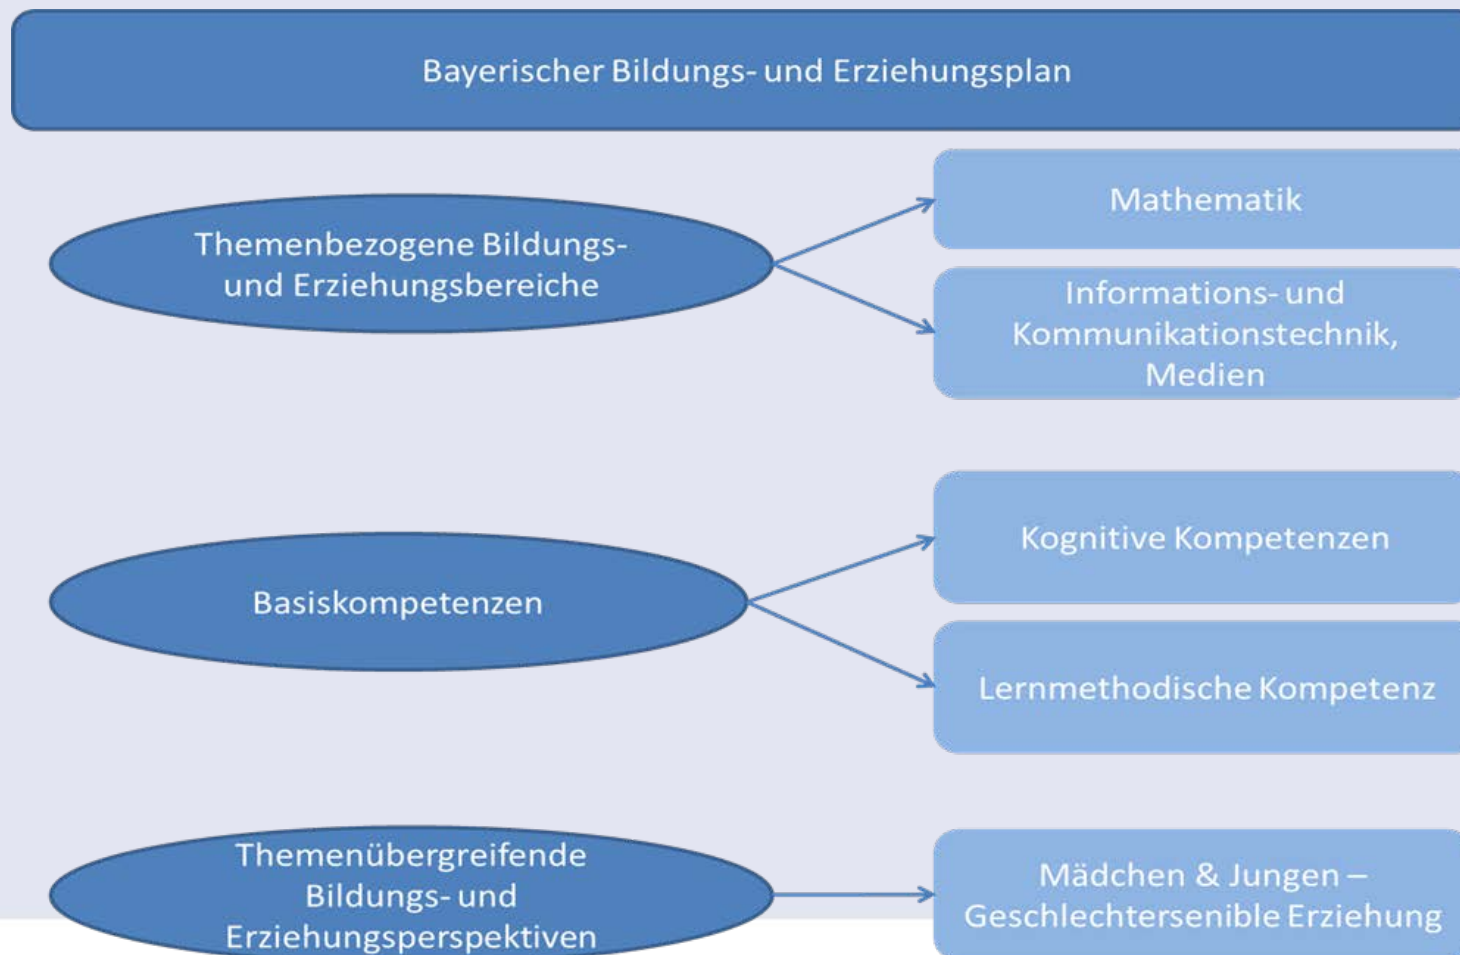 Bayerischer Bildungs- und Erziehungsplan
Themenbezogene Bildungs-
und Erziehungsbereiche
Mathematik
Informations- und
Kommunikationstechnik,
Medien
Basiskompetenzen
Kognitive Kompetenzen
Lernmethodische Kompetenz
Themenübergreifende
Bildungs- und
Erziehungsperspektiven
Mädchen & Jungen –
Geschlechtersenible Erziehung